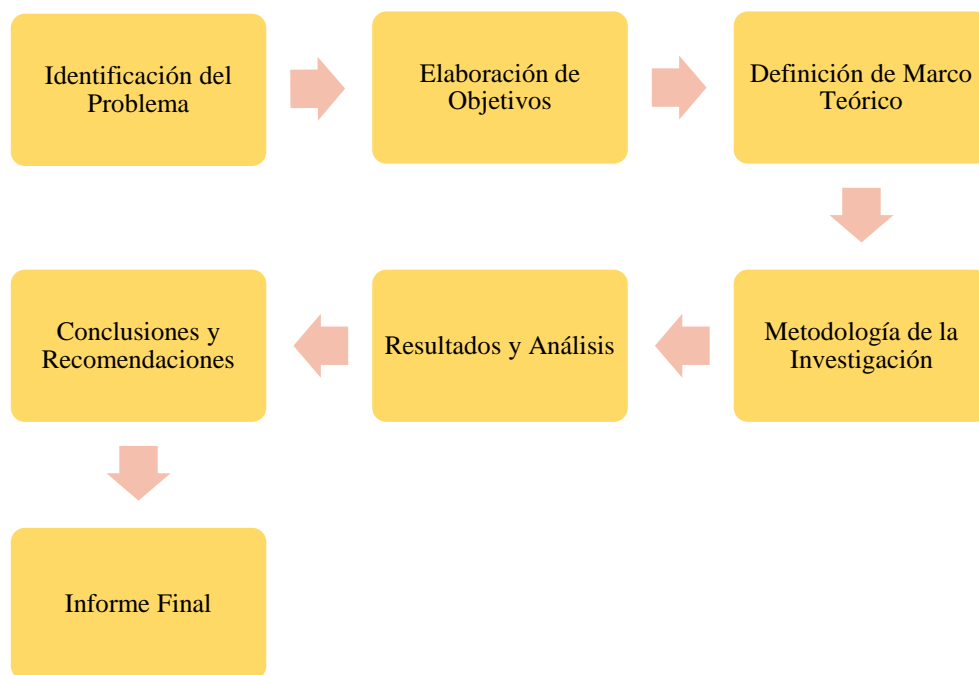 Identificación del
Problema
Elaboración de
Objetivos
Definición de Marco
Teórico
Metodología de la
Investigación
Resultados y Análisis
Conclusiones y
Recomendaciones
Informe Final